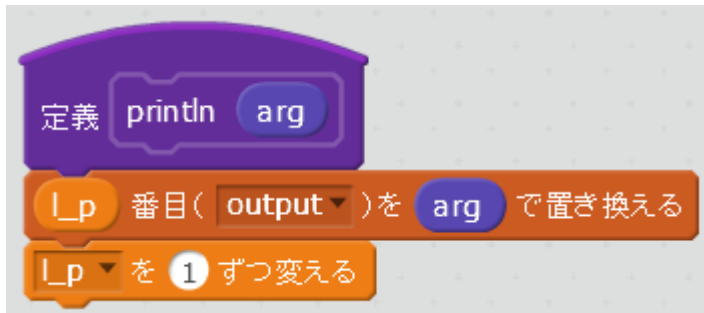 定義 println arg
l_p 番目( output )を arg で置き換える
l_p を 1 ずつ変える